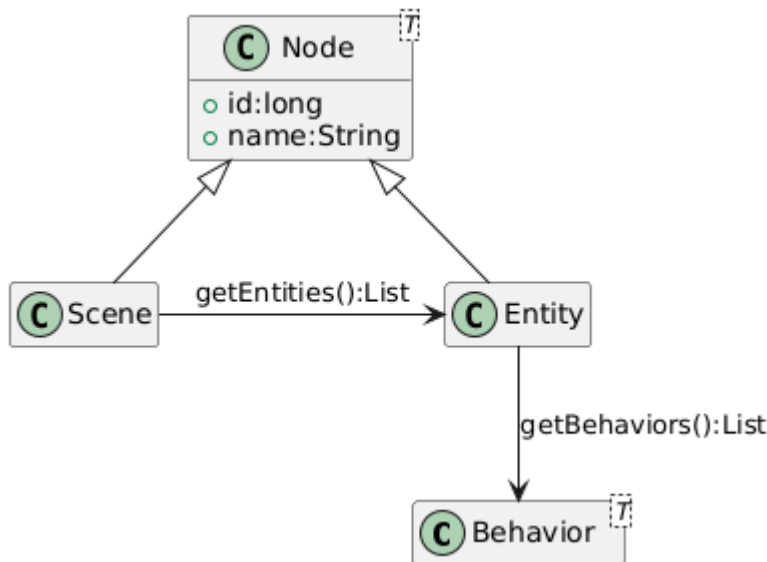 C Node T
id:long
name:String
C Scene
getEntities():List
C Entity
getBehaviors():List
C Behavior T